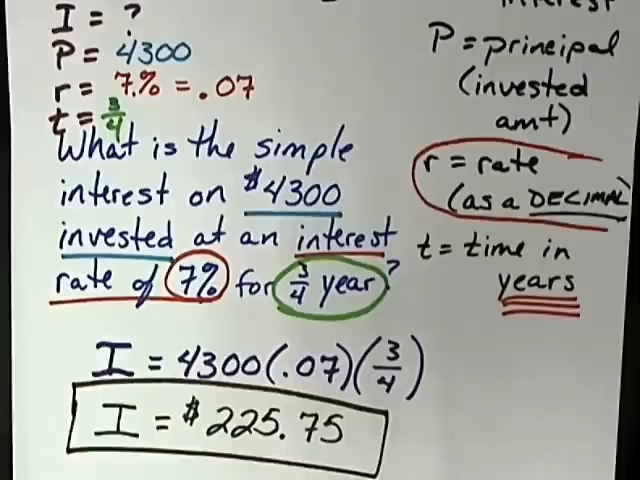 I = ?
P = 4300
r = 7% = .07
t = 3/4
What is the simple
interest on $4300
invested at an interest
rate of 7% for 3/4 year?
I = 4300(.07)(3/4)
I = $225.75
interest
P = principal
(invested
amt)
r = rate
(as a DECIMAL)
t = time in
years